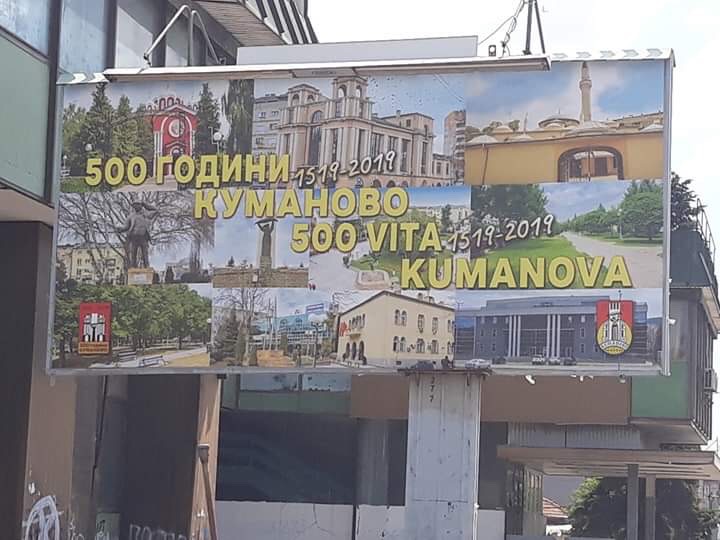 500 ГОДИНИ 1519-2019
КУМАНОВО
500 VITA 1519-2019
KUMANOVA